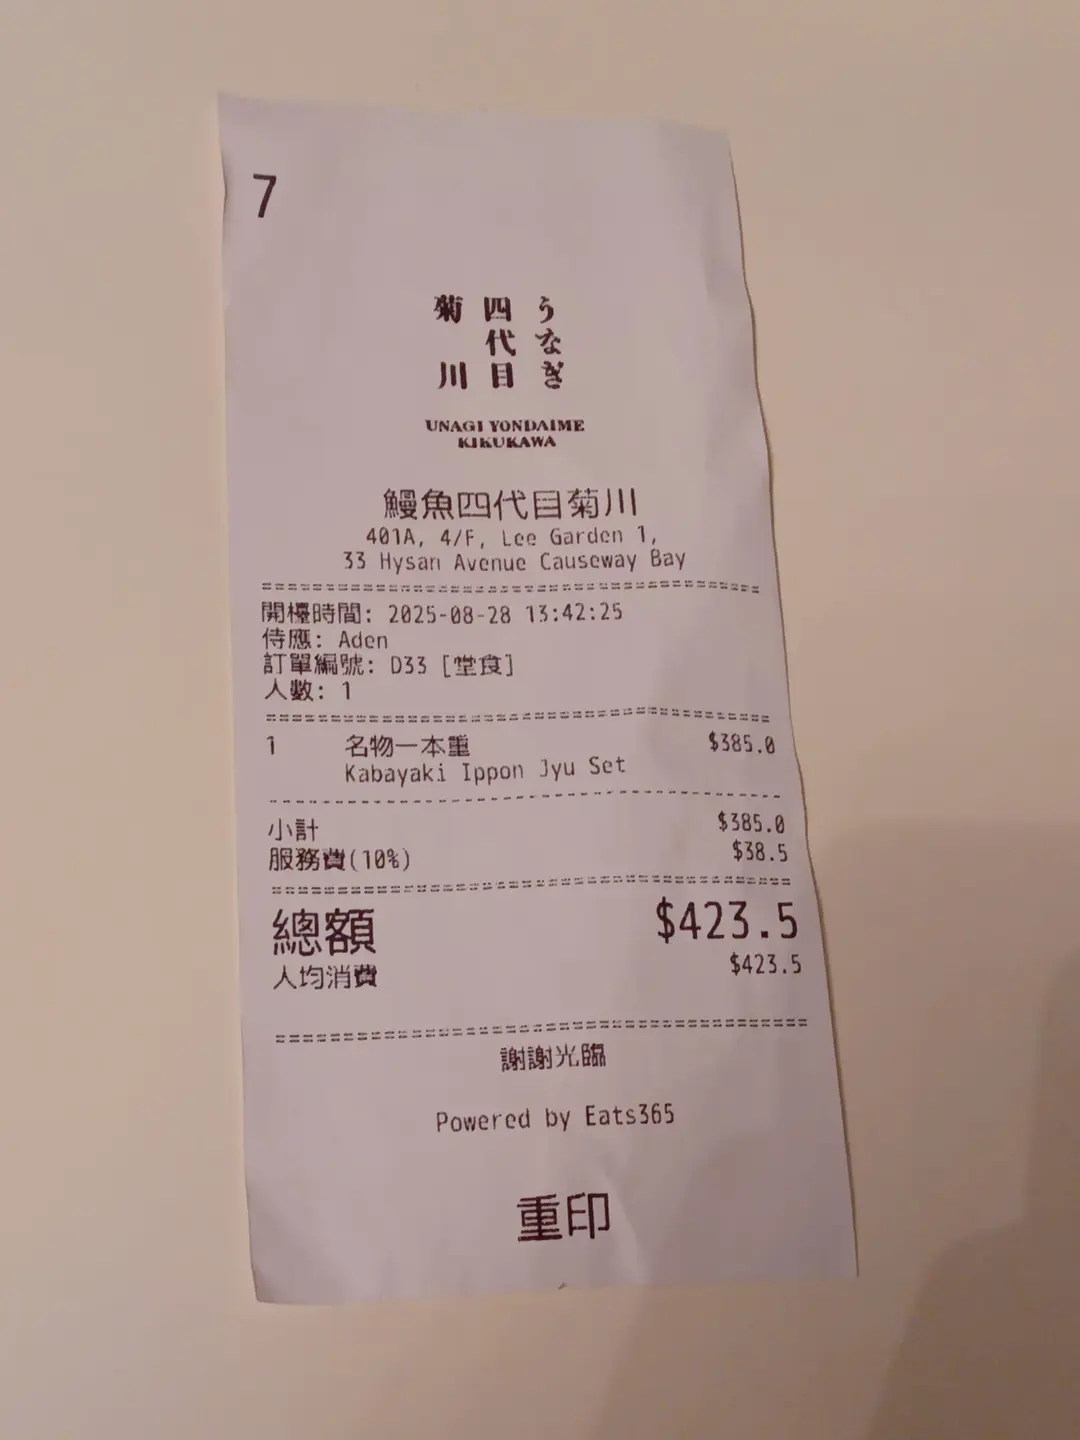 7
うなぎ
四代目
菊川
UNAGI YONDAIME
KIKUKAWA
鰻魚四代目菊川
401A, 4/F, Lee Garden 1,
33 Hysan Avenue Causeway Bay
開檯時間: 2025-08-28 13:42:25
侍應: Aden
訂單編號: D33 [堂食]
人數: 1
1 名物一本重 $385.0
Kabayaki Ippon Jyu Set
小計 $385.0
服務費(10%) $38.5
總額 $423.5
人均消費 $423.5
謝謝光臨
Powered by Eats365
重印